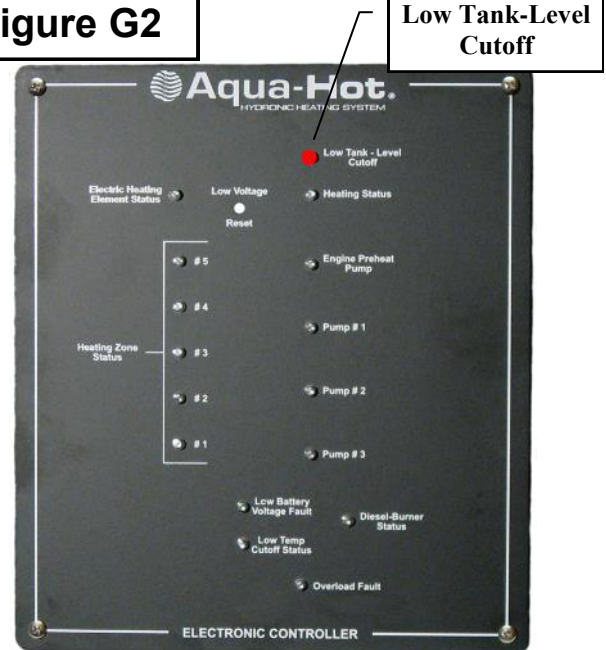 igure G2
Low Tank-Level
Cutoff
Aqua-Hot®
HYDRONIC HEATING SYSTEM
Low Tank - Level
Cutoff
Electric Heating
Element Status
Low Voltage
Reset
Heating Status
# 5
Engine Preheat
Pump
# 4
Pump # 1
Heating Zone
Status
# 3
# 2
Pump # 2
# 1
Pump # 3
Low Battery
Voltage Fault
Diesel-Burner
Status
Low Temp
Cutoff Status
Overload Fault
ELECTRONIC CONTROLLER